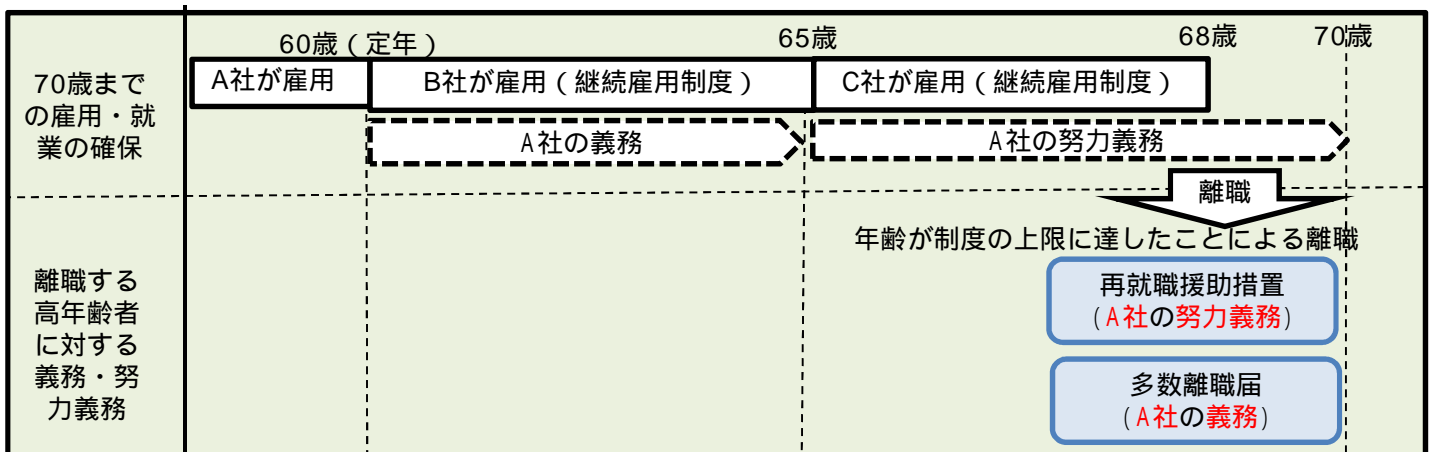 60歳(定年)
65歳
68歳
70歳
70歳まで
の雇用・就
業の確保
A社が雇用
B社が雇用(継続雇用制度)
C社が雇用(継続雇用制度)
A社の義務
A社の努力義務
離職
年齢が制度の上限に達したことによる離職
離職する
高年齢者
に対する
義務・努
力義務
再就職援助措置
(A社の努力義務)
多数離職届
(A社の義務)